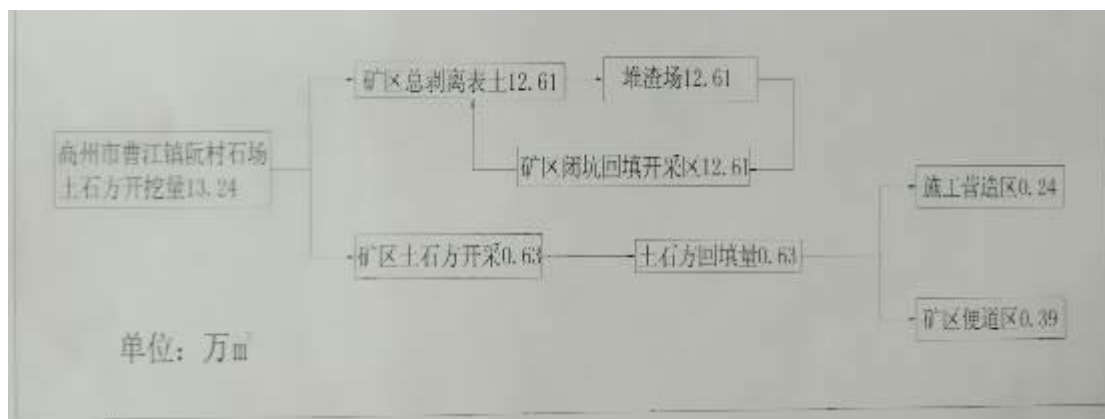 矿区总剥离表土12.61
堆渣场12.61
高州市曹江镇阮村石场
土石方开挖量13.24
矿区闭坑回填开采区12.61
施工营造区0.24
矿区土石方开采0.63
土石方回填量0.63
矿区便道区0.39
单位：万m³